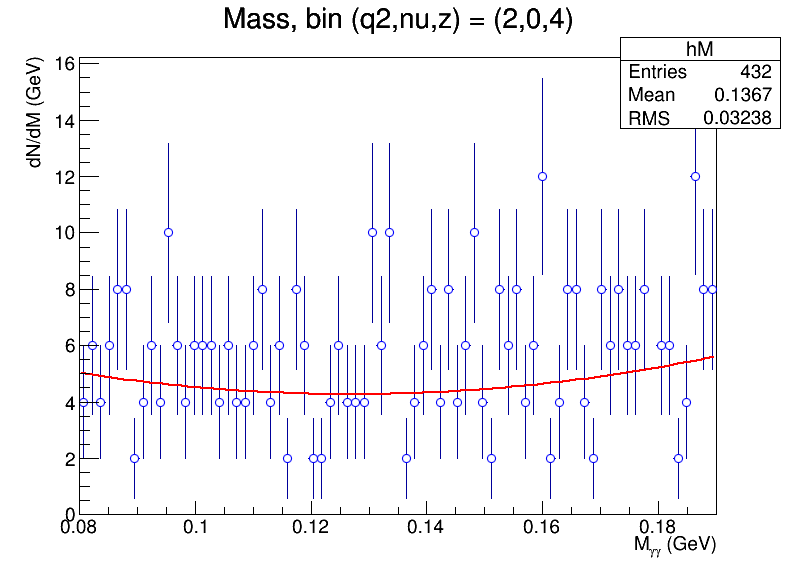 Mass, bin (q2,nu,z) = (2,0,4)
hM
Entries 432
Mean 0.1367
RMS 0.03238
dN/dM (GeV)
16
14
12
10
8
6
4
2
0
0.08 0.1 0.12 0.14 0.16 0.18
Mγγ (GeV)